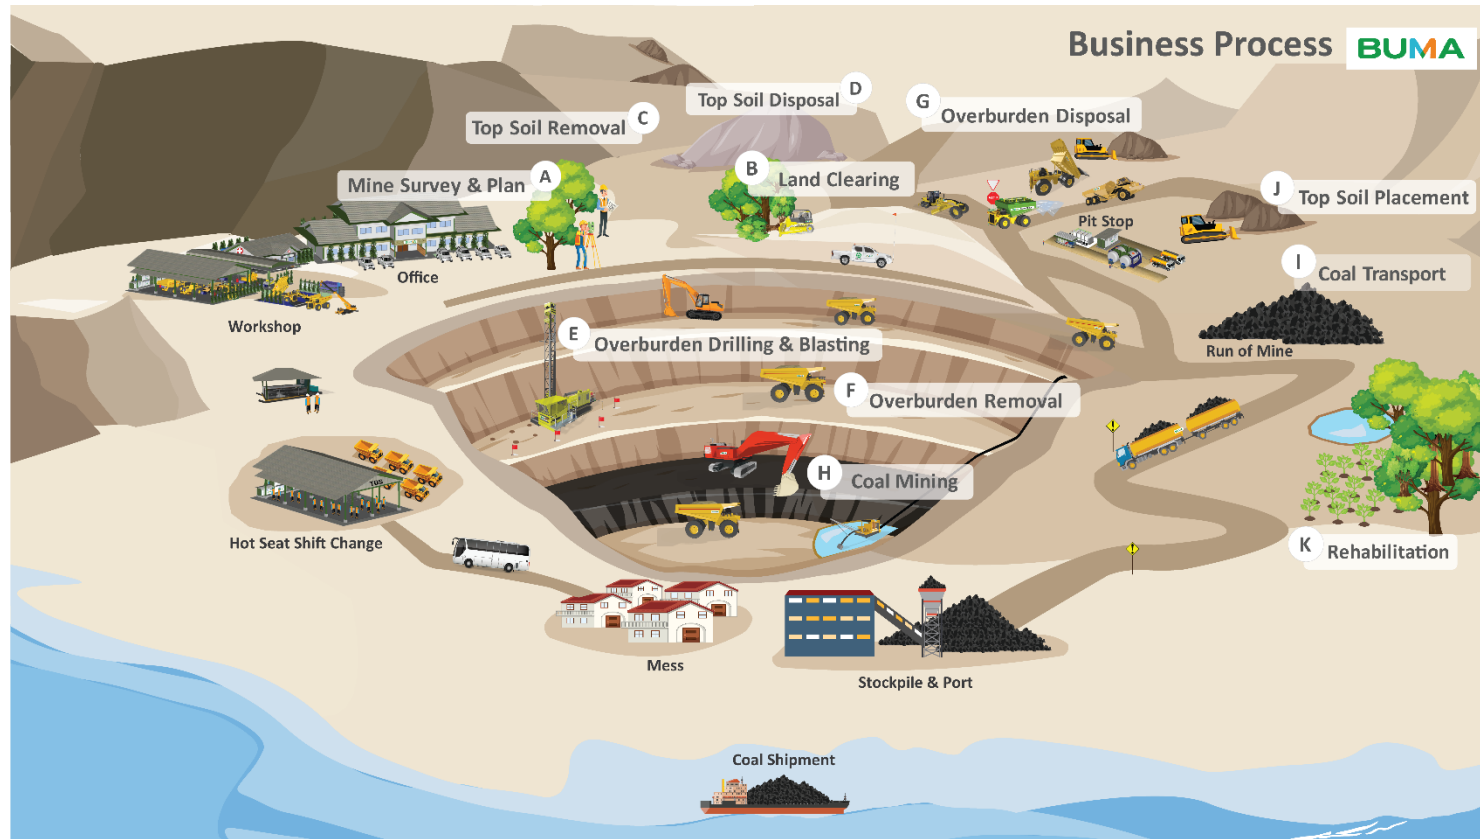 Business Process BUMA
D
Top Soil Disposal
G
Overburden Disposal
C
Top Soil Removal
A
Mine Survey & Plan
B
Land Clearing
J
Top Soil Placement
Pit Stop
I
Coal Transport
Office
Workshop
E
Overburden Drilling & Blasting
Run of Mine
F
Overburden Removal
H
Coal Mining
Hot Seat Shift Change
K
Rehabilitation
Mess
Stockpile & Port
Coal Shipment